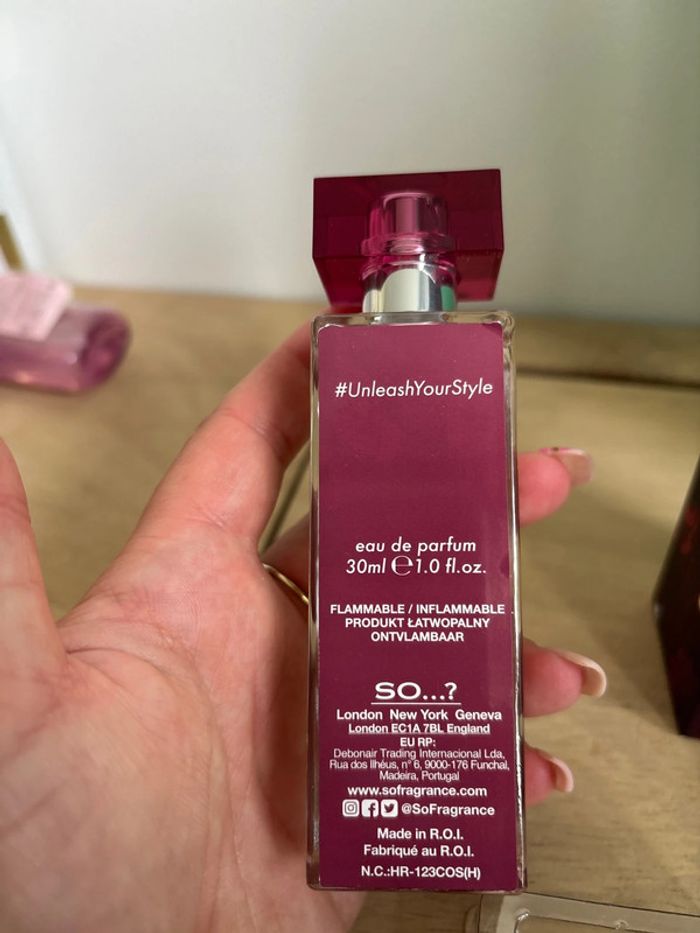 #UnleashYourStyle
eau de parfum
30ml ℮ 1.0 fl.oz.
FLAMMABLE / INFLAMMABLE
PRODUKT ŁATWOPALNY
ONTVLAMBAAR
SO...?
London New York Geneva
London EC1A 7BL England
EU RP:
Debonair Trading Internacional Lda,
Rua dos Ilhéus, n° 6, 9000-176 Funchal,
Madeira, Portugal
www.sofragrance.com
@SoFragrance
Made in R.O.I.
Fabriqué au R.O.I.
N.C.:HR-123COS(H)